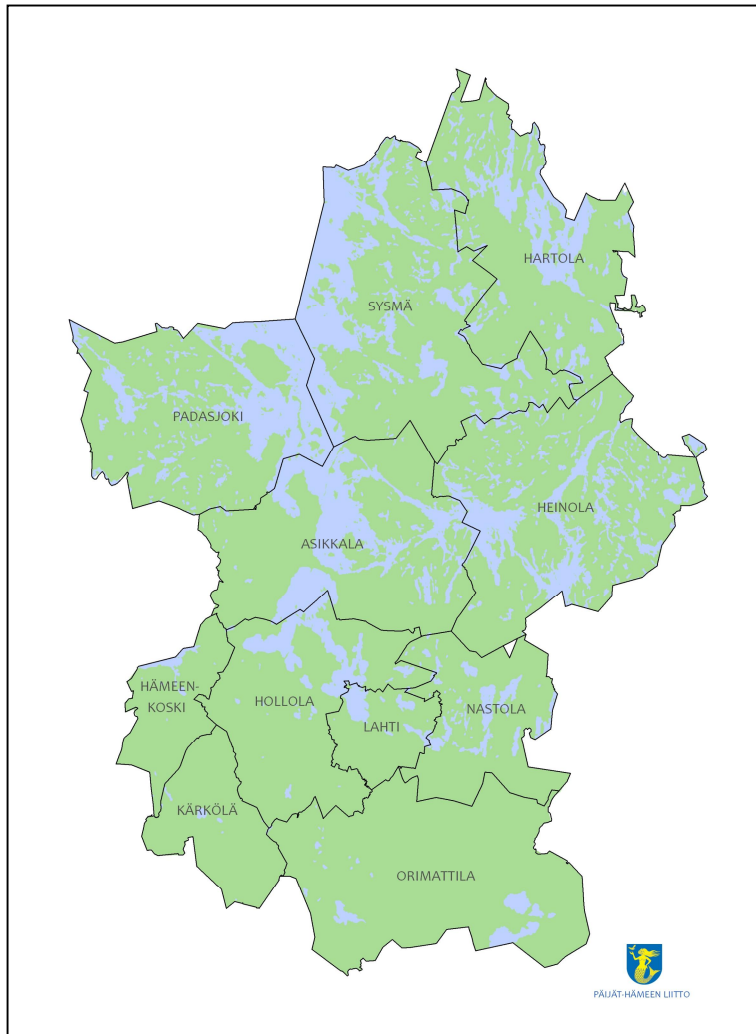 HARTOLA
SYSMÄ
PADASJOKI
HEINOLA
ASIKKALA
HÄMEEN-
KOSKI
HOLLOLA
NASTOLA
LAHTI
KÄRKÖLÄ
ORIMATTILA
PÄIJÄT-HÄMEEN LIITTO